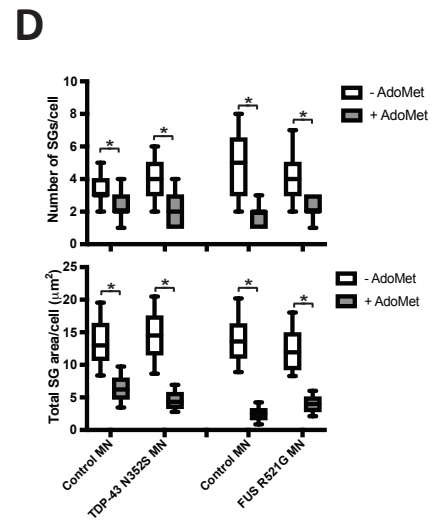 D
Number of SGs/cell
10
8
6
4
2
0
* * * *
- AdoMet
+ AdoMet
Total SG area/cell (μm²)
25
20
15
10
5
0
* * * *
- AdoMet
+ AdoMet
Control MN
TDP-43 N352S MN
Control MN
FUS R521G MN